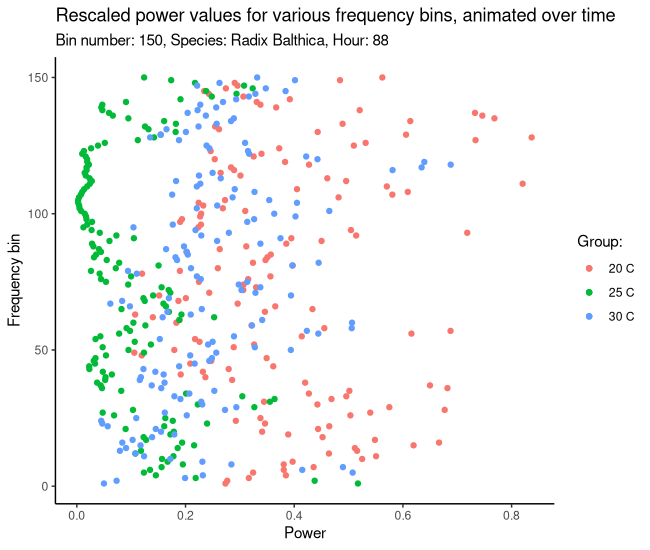 Rescaled power values for various frequency bins, animated over time
Bin number: 150, Species: Radix Balthica, Hour: 88
150
100
50
0
Frequency bin
0.0 0.2 0.4 0.6 0.8
Power
Group:
20 C
25 C
30 C